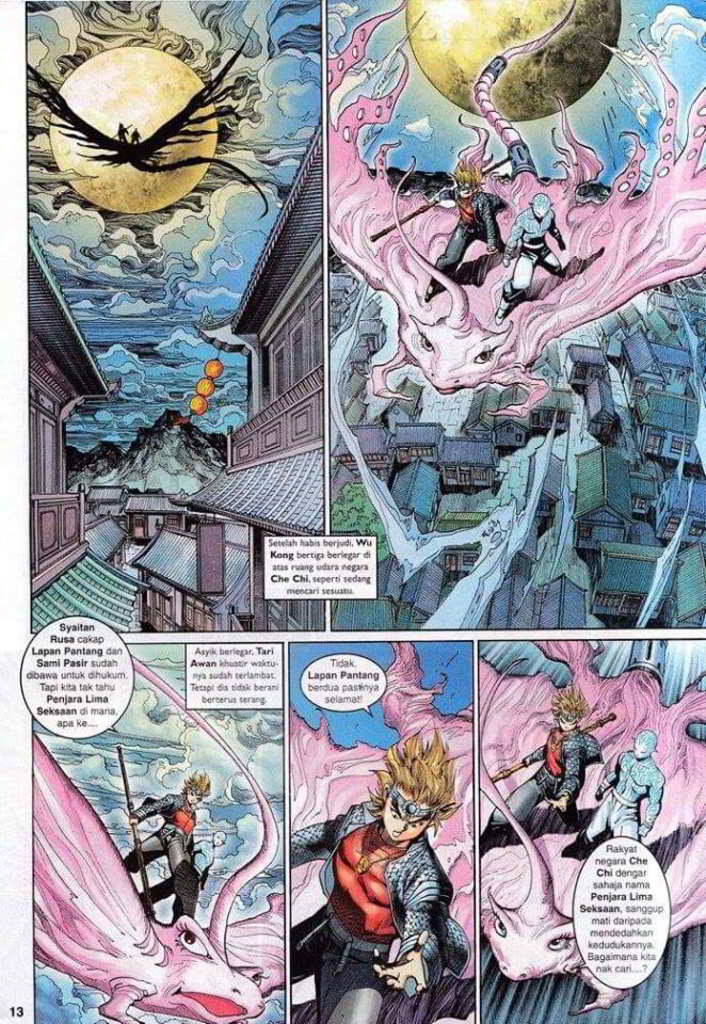 Setelah habis berjudi, Wu
Kong bertiga berlegar di
atas ruang udara negara
Che Chi, seperti sedang
mencari sesuatu.
Syaitan
Rusa cakap
Lapan Pantang dan
Sami Pasir sudah
dibawa untuk dihukum.
Tapi kita tak tahu
Penjara Lima
Seksaan di mana,
apa ke....
Asyik berlegar, Tari
Awan khuatir waktu-
nya sudah terlambat.
Tetapi dia tidak berani
berterus terang.
Tidak.
Lapan Pantang
berdua pastinya
selamat!
Rakyat
negara Che
Chi dengar
sahaja nama
Penjara Lima
Seksaan, sanggup
mati daripada
mendedahkan
kedudukannya.
Bagaimana kita
nak cari....?
13